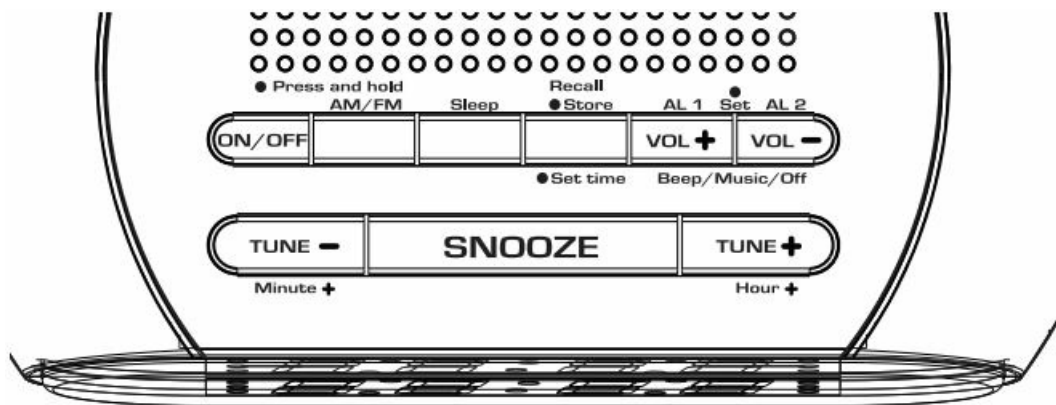 ● Press and hold Recall
AM/FM Sleep ● Store AL 1 ● Set AL 2
ON/OFF VOL + VOL −
● Set time Beep/Music/Off
TUNE − SNOOZE TUNE +
Minute + Hour +